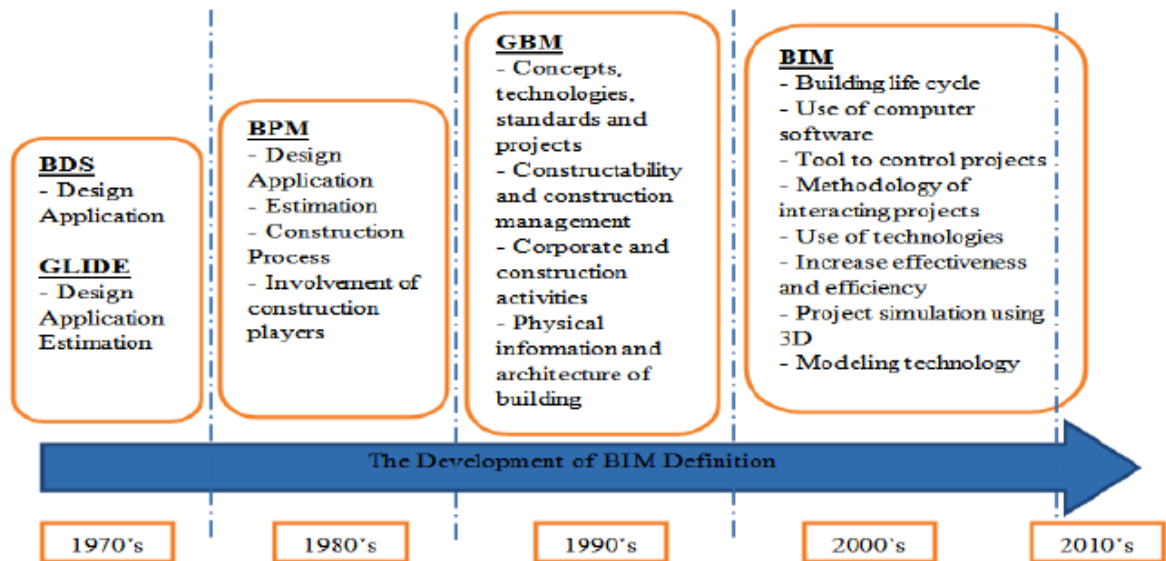 BDS
- Design
Application
GLIDE
- Design
Application
Estimation
BPM
- Design
Application
- Estimation
- Construction
Process
- Involvement of
construction
players
GBM
- Concepts,
technologies,
standards and
projects
- Constructability
and construction
management
- Corporate and
construction
activities
- Physical
information and
architecture of
building
BIM
- Building life cycle
- Use of computer
software
- Tool to control projects
- Methodology of
interacting projects
- Use of technologies
- Increase effectiveness
and efficiency
- Project simulation using
3D
- Modeling technology
The Development of BIM Definition
1970's
1980's
1990's
2000's
2010's